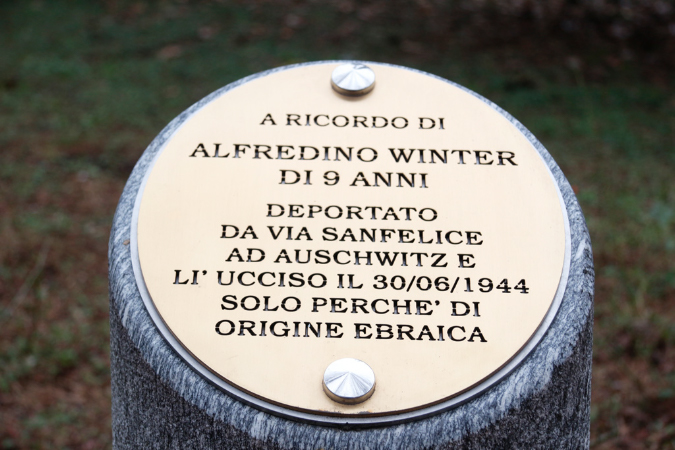 A RICORDO DI
ALFREDINO WINTER
DI 9 ANNI
DEPORTATO
DA VIA SANFELICE
AD AUSCHWITZ E
LI' UCCISO IL 30/06/1944
SOLO PERCHE' DI
ORIGINE EBRAICA